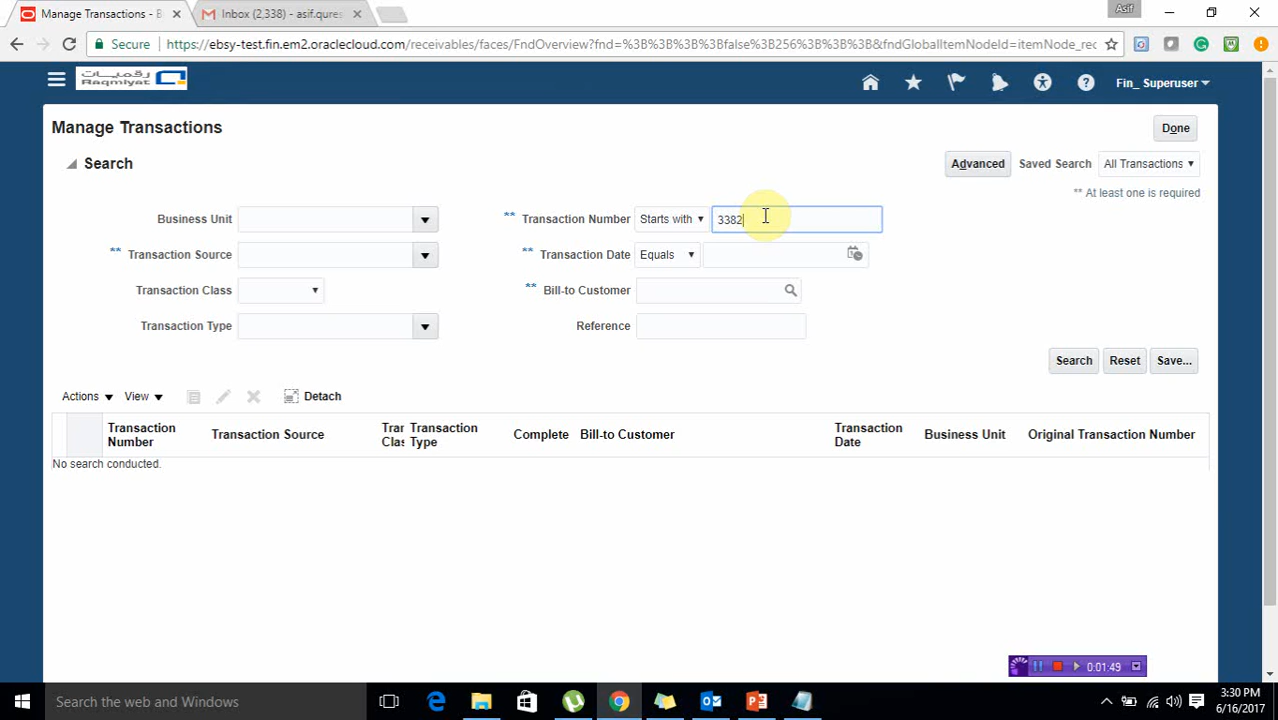 Manage Transactions - E
Inbox (2,338) - asif.qures
Asif
Secure
https://ebsy-test.fin.em2.oraclecloud.com/receivables/faces/FndOverview?fnd=%3B%3B%3B%3Bfalse%3B256%3B%3B%3B&fndGlobalItemNodeId=itemNode_rec
رقميات
Raqmiyat
Fin_ Superuser
Manage Transactions
Done
Search
Advanced
Saved Search
All Transactions
** At least one is required
Business Unit
** Transaction Number
Starts with
3382
** Transaction Source
** Transaction Date
Equals
Transaction Class
** Bill-to Customer
Transaction Type
Reference
Search
Reset
Save...
Actions
View
Detach
Transaction Number
Transaction Source
Tran Clas
Transaction Type
Complete
Bill-to Customer
Transaction Date
Business Unit
Original Transaction Number
No search conducted.
0:01:49
Search the web and Windows
3:30 PM
6/16/2017